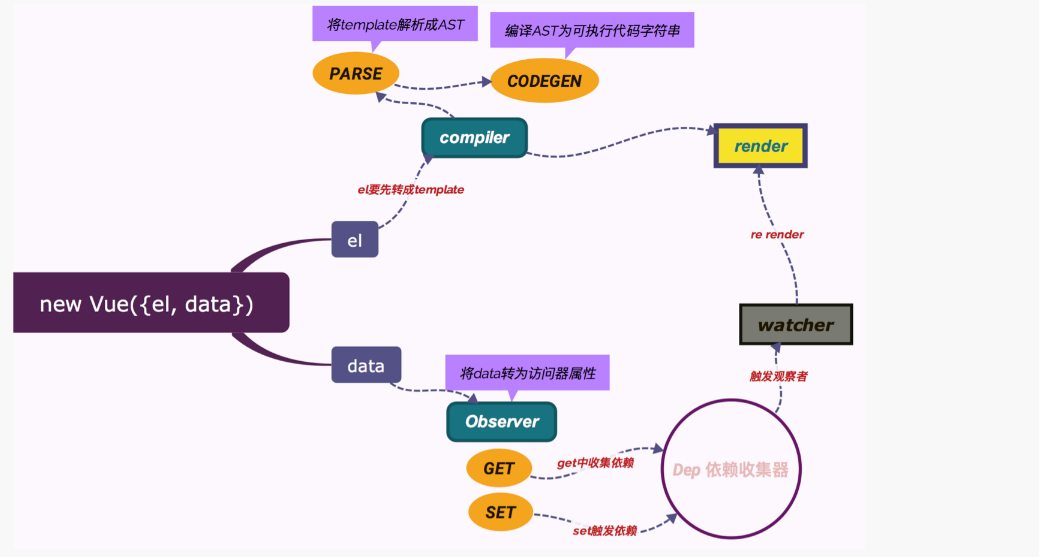 将template解析成AST
编译AST为可执行代码字符串
PARSE
CODEGEN
compiler
render
el要先转成template
el
re render
new Vue({el, data})
watcher
data
将data转为访问器属性
触发观察者
Observer
GET
get中收集依赖
Dep 依赖收集器
SET
set触发依赖